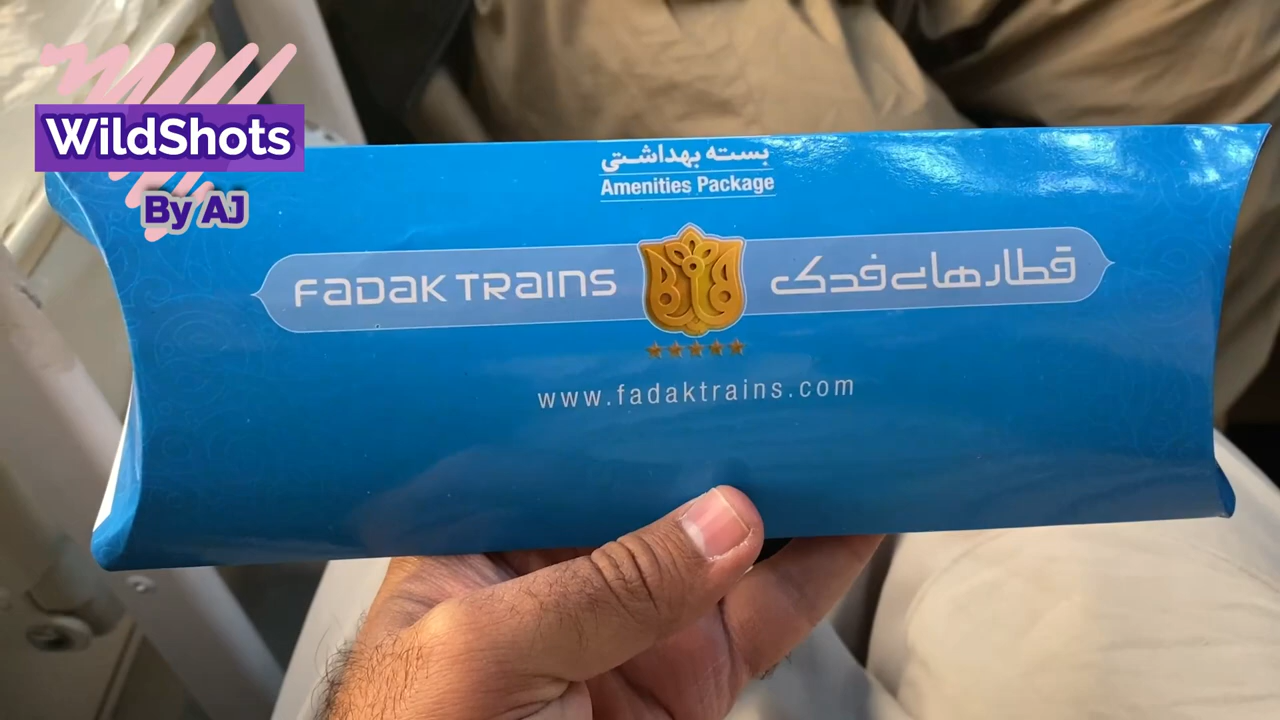 WildShots
By AJ
بسته بهداشتی
Amenities Package
FADAK TRAINS
قطارهای فدک
www.fadaktrains.com